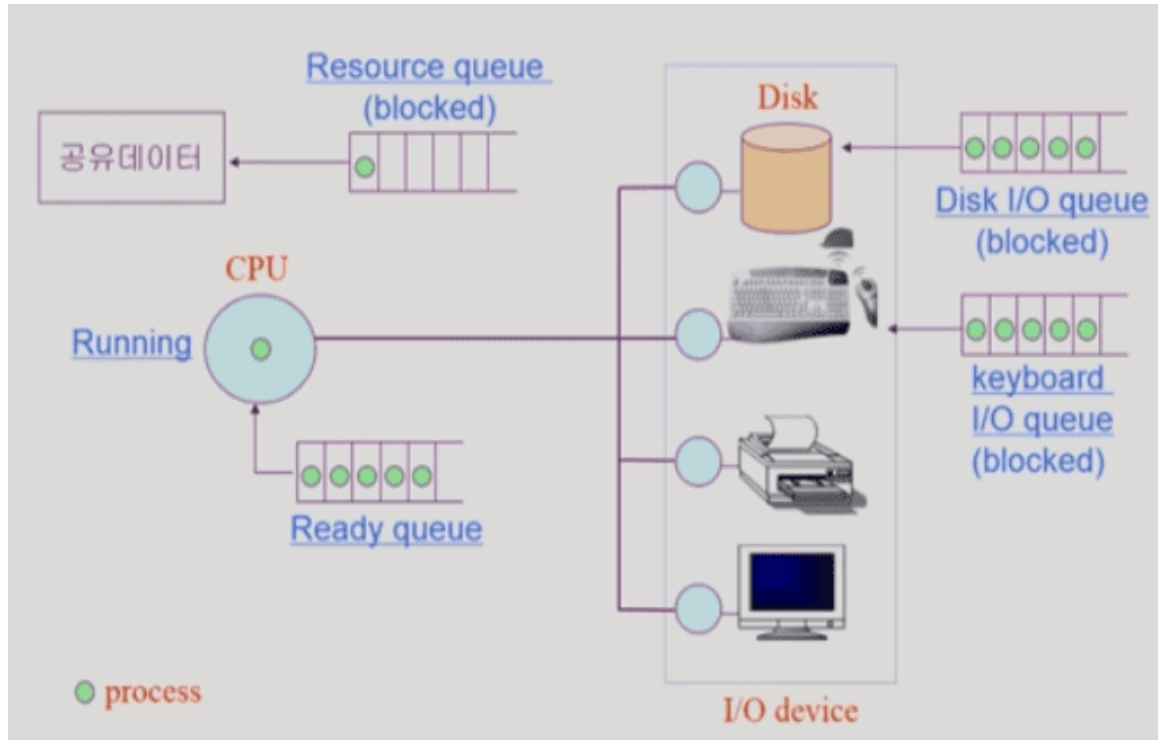 Resource queue
(blocked)
공유데이터
Disk
Disk I/O queue
(blocked)
CPU
Running
keyboard
I/O queue
(blocked)
Ready queue
process
I/O device